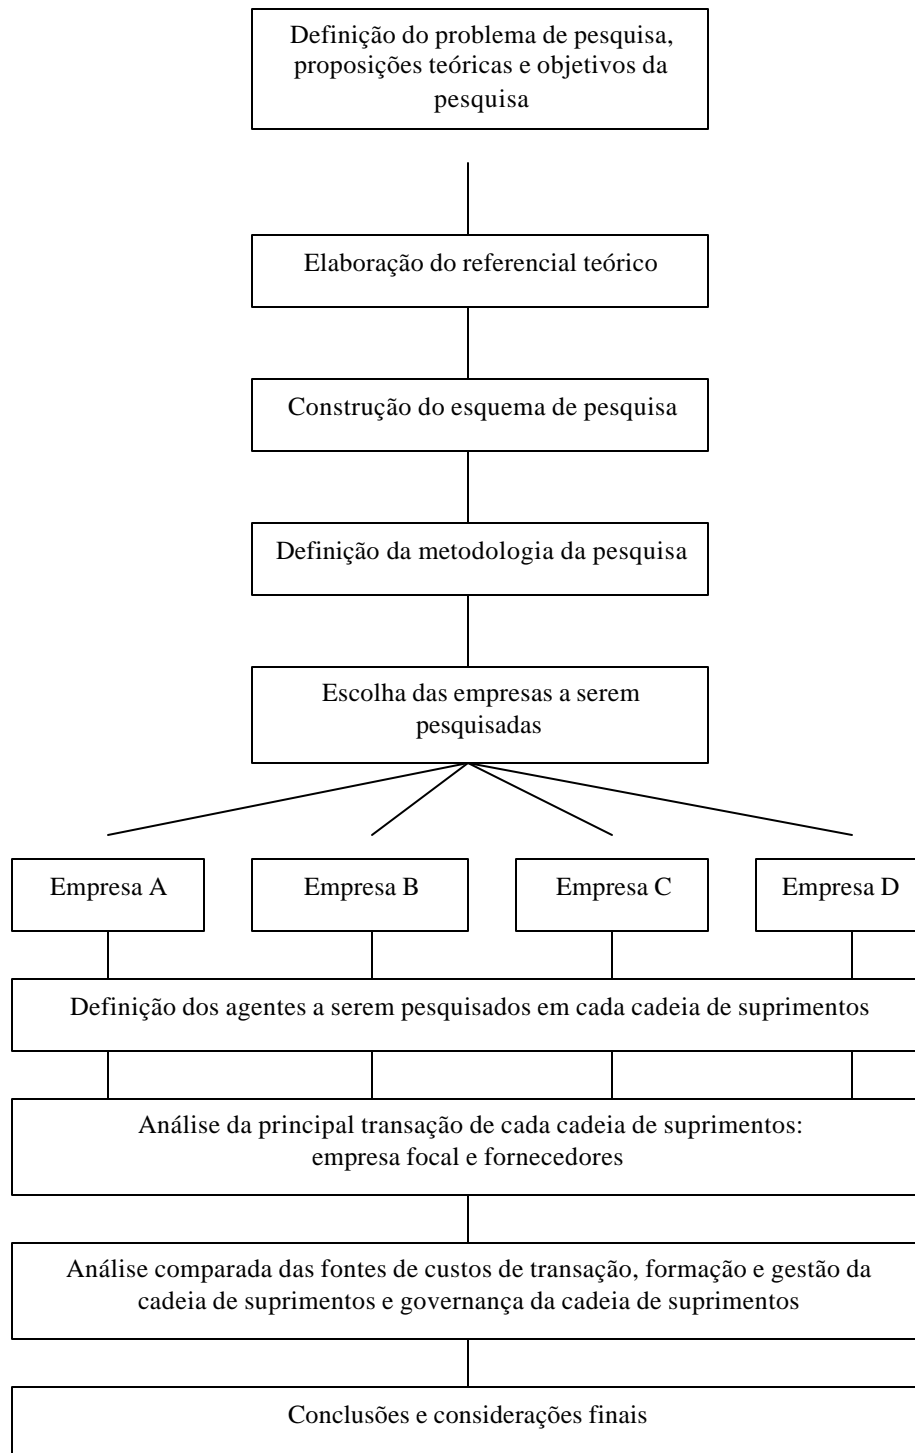 Definição do problema de pesquisa,
proposições teóricas e objetivos da
pesquisa
Elaboração do referencial teórico
Construção do esquema de pesquisa
Definição da metodologia da pesquisa
Escolha das empresas a serem
pesquisadas
Empresa A
Empresa B
Empresa C
Empresa D
Definição dos agentes a serem pesquisados em cada cadeia de suprimentos
Análise da principal transação de cada cadeia de suprimentos:
empresa focal e fornecedores
Análise comparada das fontes de custos de transação, formação e gestão da
cadeia de suprimentos e governança da cadeia de suprimentos
Conclusões e considerações finais